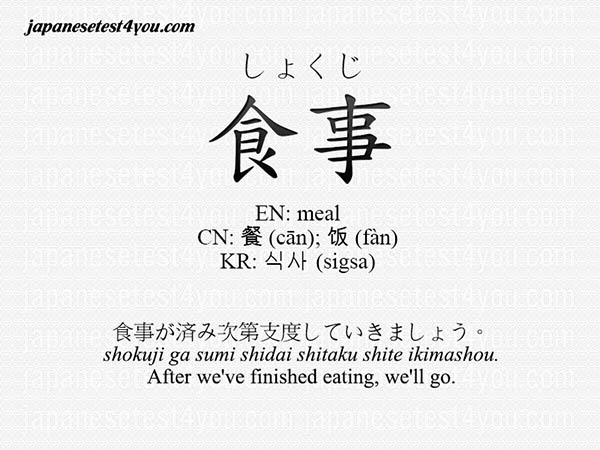 japanesetest4you.com
しょくじ
食事
EN: meal
CN: 餐 (cān); 饭 (fàn)
KR: 식사 (sigsa)
食事が済み次第支度していきましょう。
shokuji ga sumi shidai shitaku shite ikimashou.
After we've finished eating, we'll go.